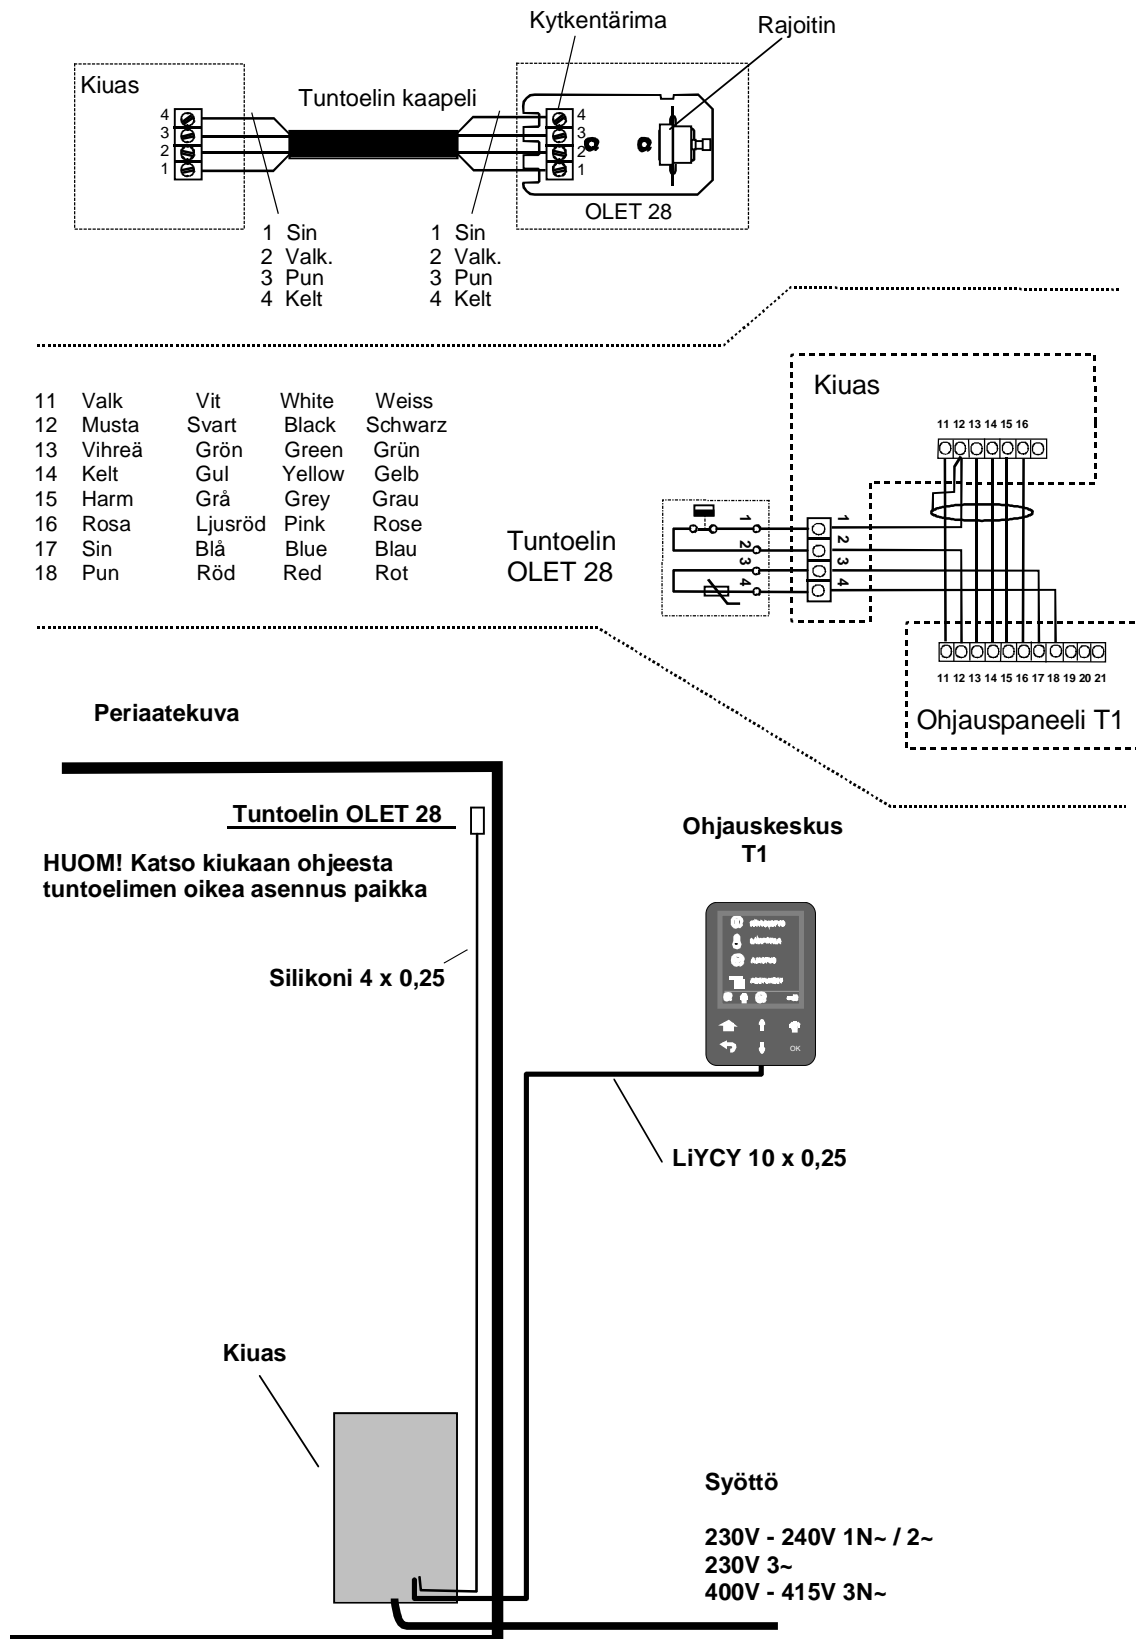 Kytkentärima
Rajoitin
Kiuas
Tuntoelin kaapeli
4
3
2
1
4
3
2
1
OLET 28
1 Sin
2 Valk.
3 Pun
4 Kelt
1 Sin
2 Valk.
3 Pun
4 Kelt
11 Valk Vit White Weiss
12 Musta Svart Black Schwarz
13 Vihreä Grön Green Grün
14 Kelt Gul Yellow Gelb
15 Harm Grå Grey Grau
16 Rosa Ljusröd Pink Rose
17 Sin Blå Blue Blau
18 Pun Röd Red Rot
Kiuas
11 12 13 14 15 16
Tuntoelin
OLET 28
1
2
3
4
1
2
3
4
11 12 13 14 15 16 17 18 19 20 21
Ohjauspaneeli T1
Periaatekuva
Tuntoelin OLET 28
HUOM! Katso kiukaan ohjeesta
tuntoelimen oikea asennus paikka
Silikoni 4 x 0,25
Ohjauskeskus
T1
OK
LiYCY 10 x 0,25
Kiuas
Syöttö
230V - 240V 1N~ / 2~
230V 3~
400V - 415V 3N~